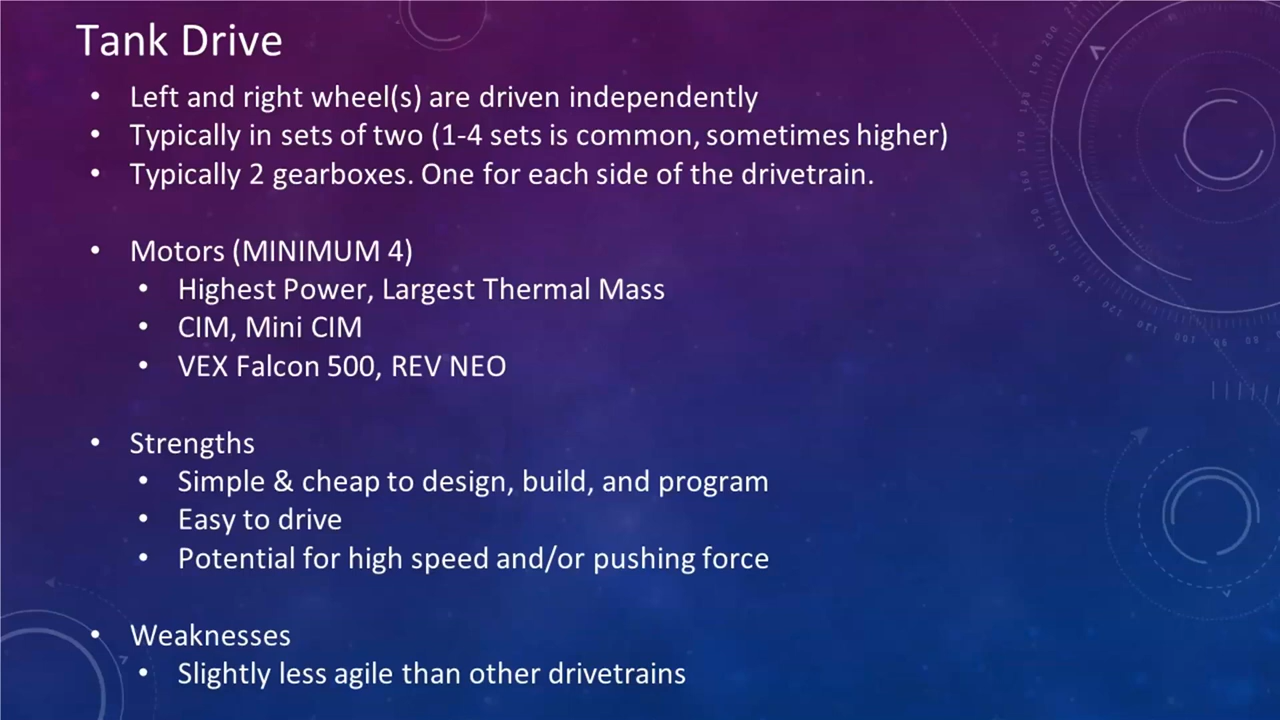 Tank Drive
• Left and right wheel(s) are driven independently
• Typically in sets of two (1-4 sets is common, sometimes higher)
• Typically 2 gearboxes. One for each side of the drivetrain.
• Motors (MINIMUM 4)
• Highest Power, Largest Thermal Mass
• CIM, Mini CIM
• VEX Falcon 500, REV NEO
• Strengths
• Simple & cheap to design, build, and program
• Easy to drive
• Potential for high speed and/or pushing force
• Weaknesses
• Slightly less agile than other drivetrains